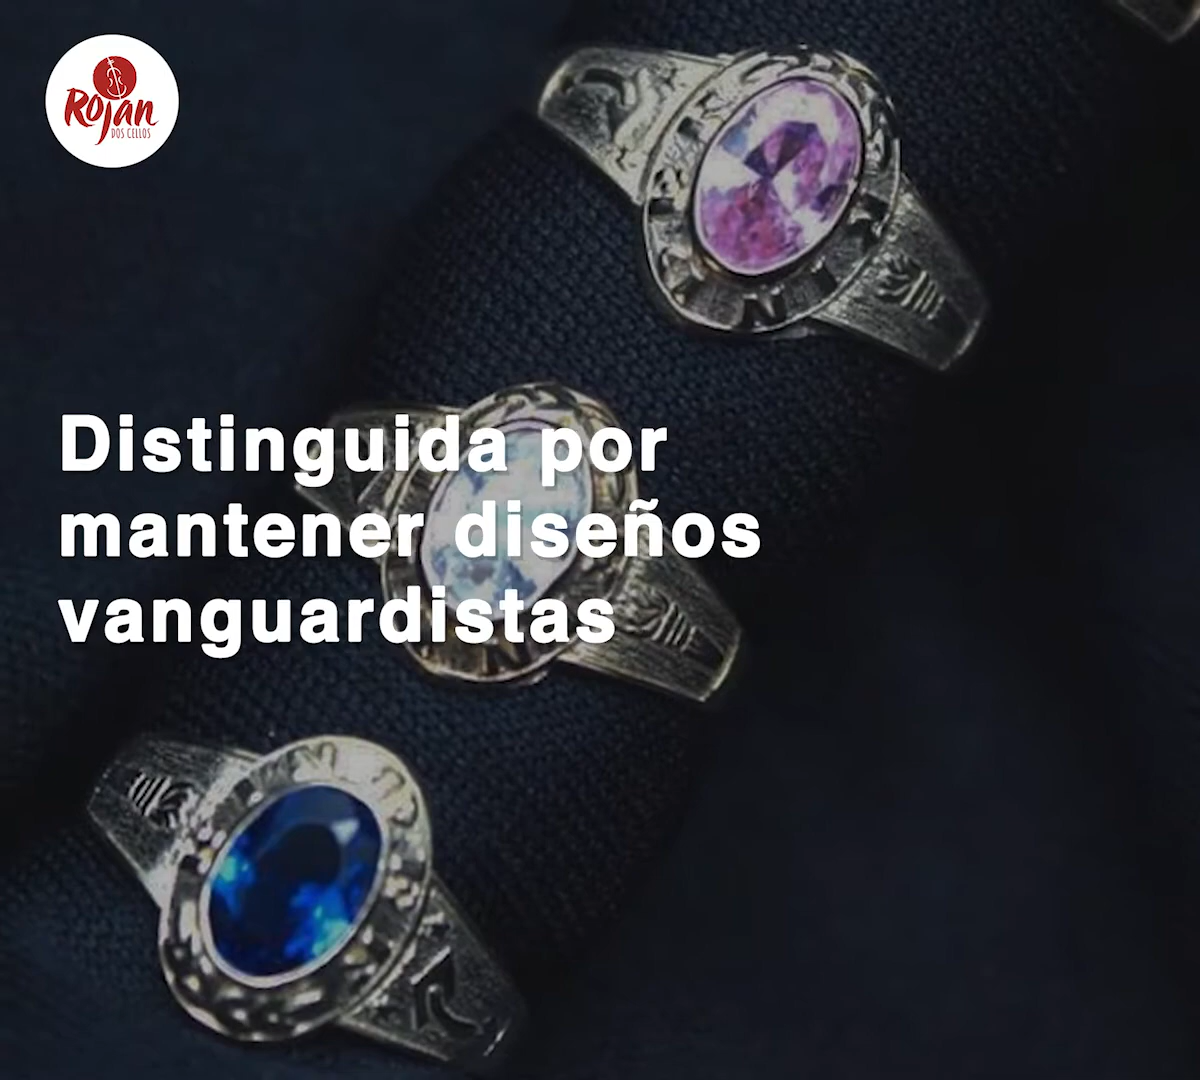 Rojan
DOS CELLOS
Distinguida por
mantener diseños
vanguardistas